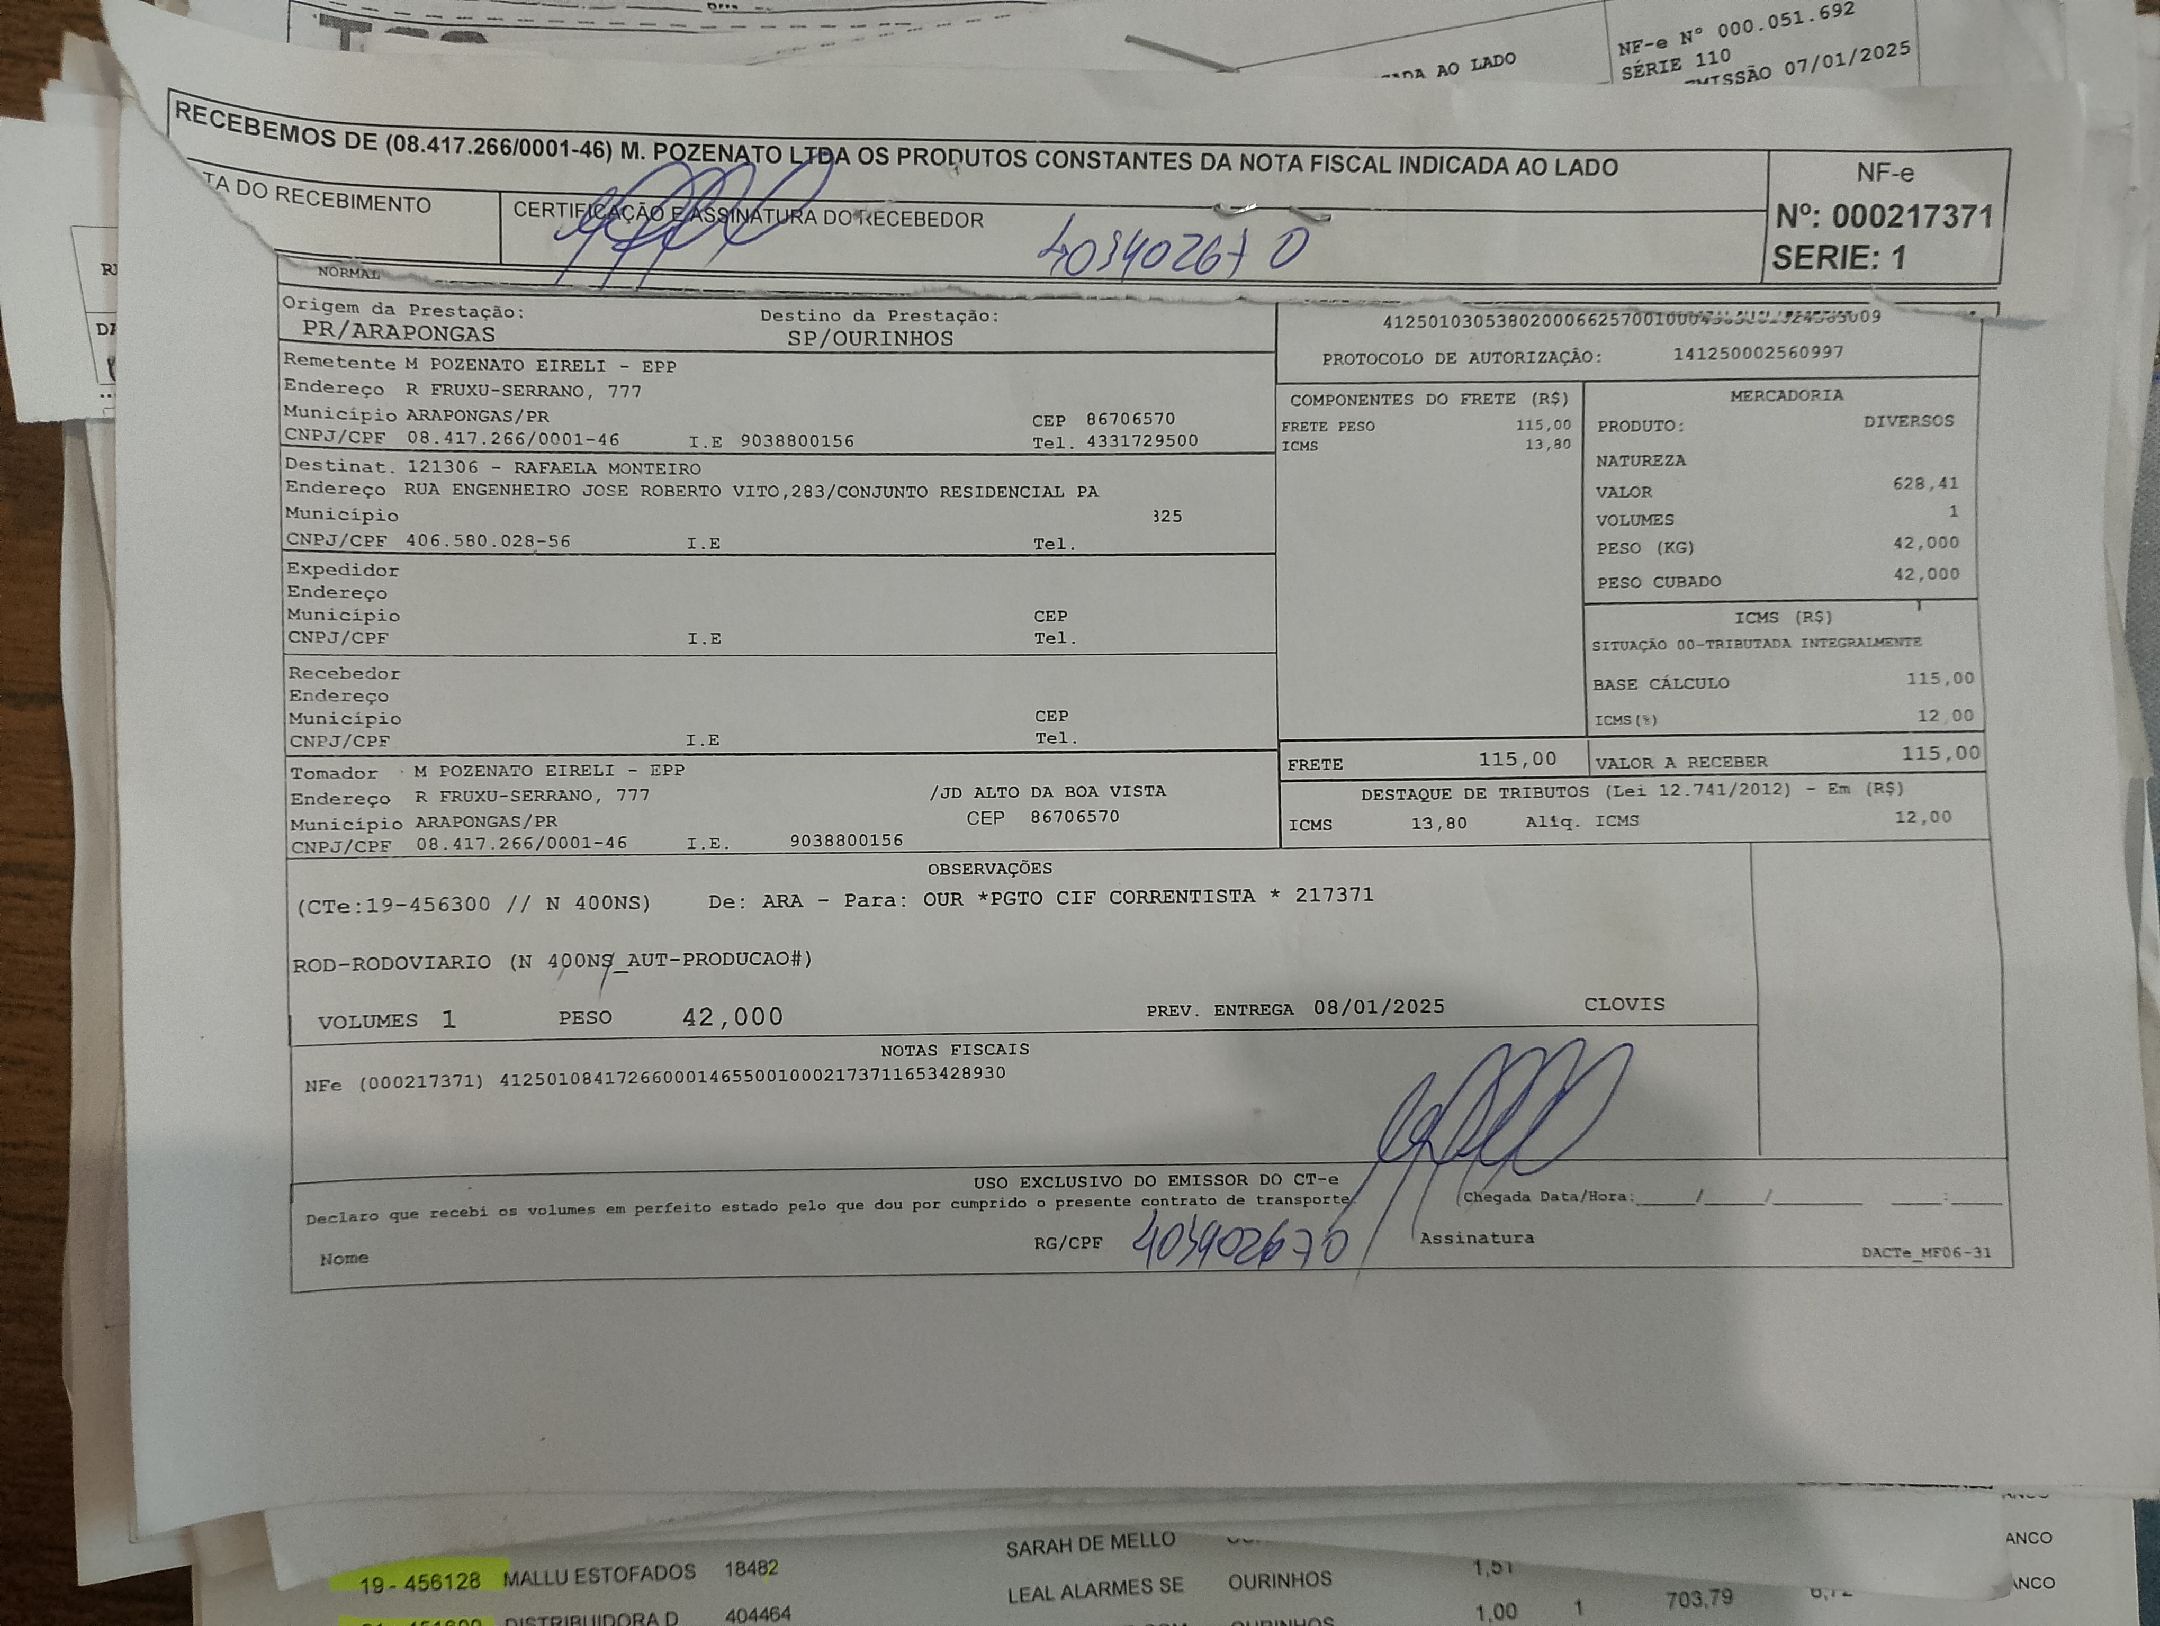 NF-e Nº 000.051.692
AO LADO
SÉRIE 110
07/01/2025
RECEBEMOS DE (08.417.266/0001-46) M. POZENATO LTDA OS PRODUTOS CONSTANTES DA NOTA FISCAL INDICADA AO LADO
NF-e
DO RECEBIMENTO
CERTIFICAÇÃO E ASSINATURA DO RECEBEDOR
Nº: 000217371
SERIE: 1
NORMAL
Origem da Prestação: Destino da Prestação:
PR/ARAPONGAS SP/OURINHOS
PROTOCOLO DE AUTORIZAÇÃO: 141250002560997
Remetente M POZENATO EIRELI - EPP
Endereço R FRUXU-SERRANO, 777
Município ARAPONGAS/PR CEP 86706570
CNPJ/CPF 08.417.266/0001-46 I.E 9038800156 Tel. 4331729500
Destinat. 121306 - RAFAELA MONTEIRO
Endereço RUA ENGENHEIRO JOSE ROBERTO VITO,283/CONJUNTO RESIDENCIAL PA
Município 325
CNPJ/CPF 406.580.028-56 I.E Tel.
Expedidor
Endereço
Município CEP
CNPJ/CPF I.E Tel.
Recebedor
Endereço
Município CEP
CNPJ/CPF I.E Tel.
Tomador M POZENATO EIRELI - EPP
Endereço R FRUXU-SERRANO, 777 /JD ALTO DA BOA VISTA
Município ARAPONGAS/PR CEP 86706570
CNPJ/CPF 08.417.266/0001-46 I.E. 9038800156
COMPONENTES DO FRETE (R$)
FRETE PESO 115,00
ICMS 13,80
MERCADORIA
PRODUTO: DIVERSOS
NATUREZA
VALOR 628,41
VOLUMES 1
PESO (KG) 42,000
PESO CUBADO 42,000
ICMS (R$)
SITUAÇÃO 00-TRIBUTADA INTEGRALMENTE
BASE CÁLCULO 115,00
ICMS(%) 12,00
FRETE 115,00 VALOR A RECEBER 115,00
DESTAQUE DE TRIBUTOS (Lei 12.741/2012) - Em (R$)
ICMS 13,80 Aliq. ICMS 12,00
OBSERVAÇÕES
(CTe:19-456300 // N 400NS) De: ARA - Para: OUR *PGTO CIF CORRENTISTA * 217371
ROD-RODOVIARIO (N 400NS_AUT-PRODUCAO#)
VOLUMES 1 PESO 42,000 PREV. ENTREGA 08/01/2025 CLOVIS
NOTAS FISCAIS
NFe (000217371) 41250108417266000146550010002173711653428930
USO EXCLUSIVO DO EMISSOR DO CT-e
Declaro que recebi os volumes em perfeito estado pelo que dou por cumprido o presente contrato de transporte. Chegada Data/Hora:____/____/____ __:__
Nome RG/CPF 403402670 Assinatura DACTe_MF06-31
SARAH DE MELLO
19 - 456128 MALLU ESTOFADOS 18482 LEAL ALARMES SE OURINHOS 1,51
DISTRIBUIDORA D 404464 OURINHOS 1,00 1 703,79